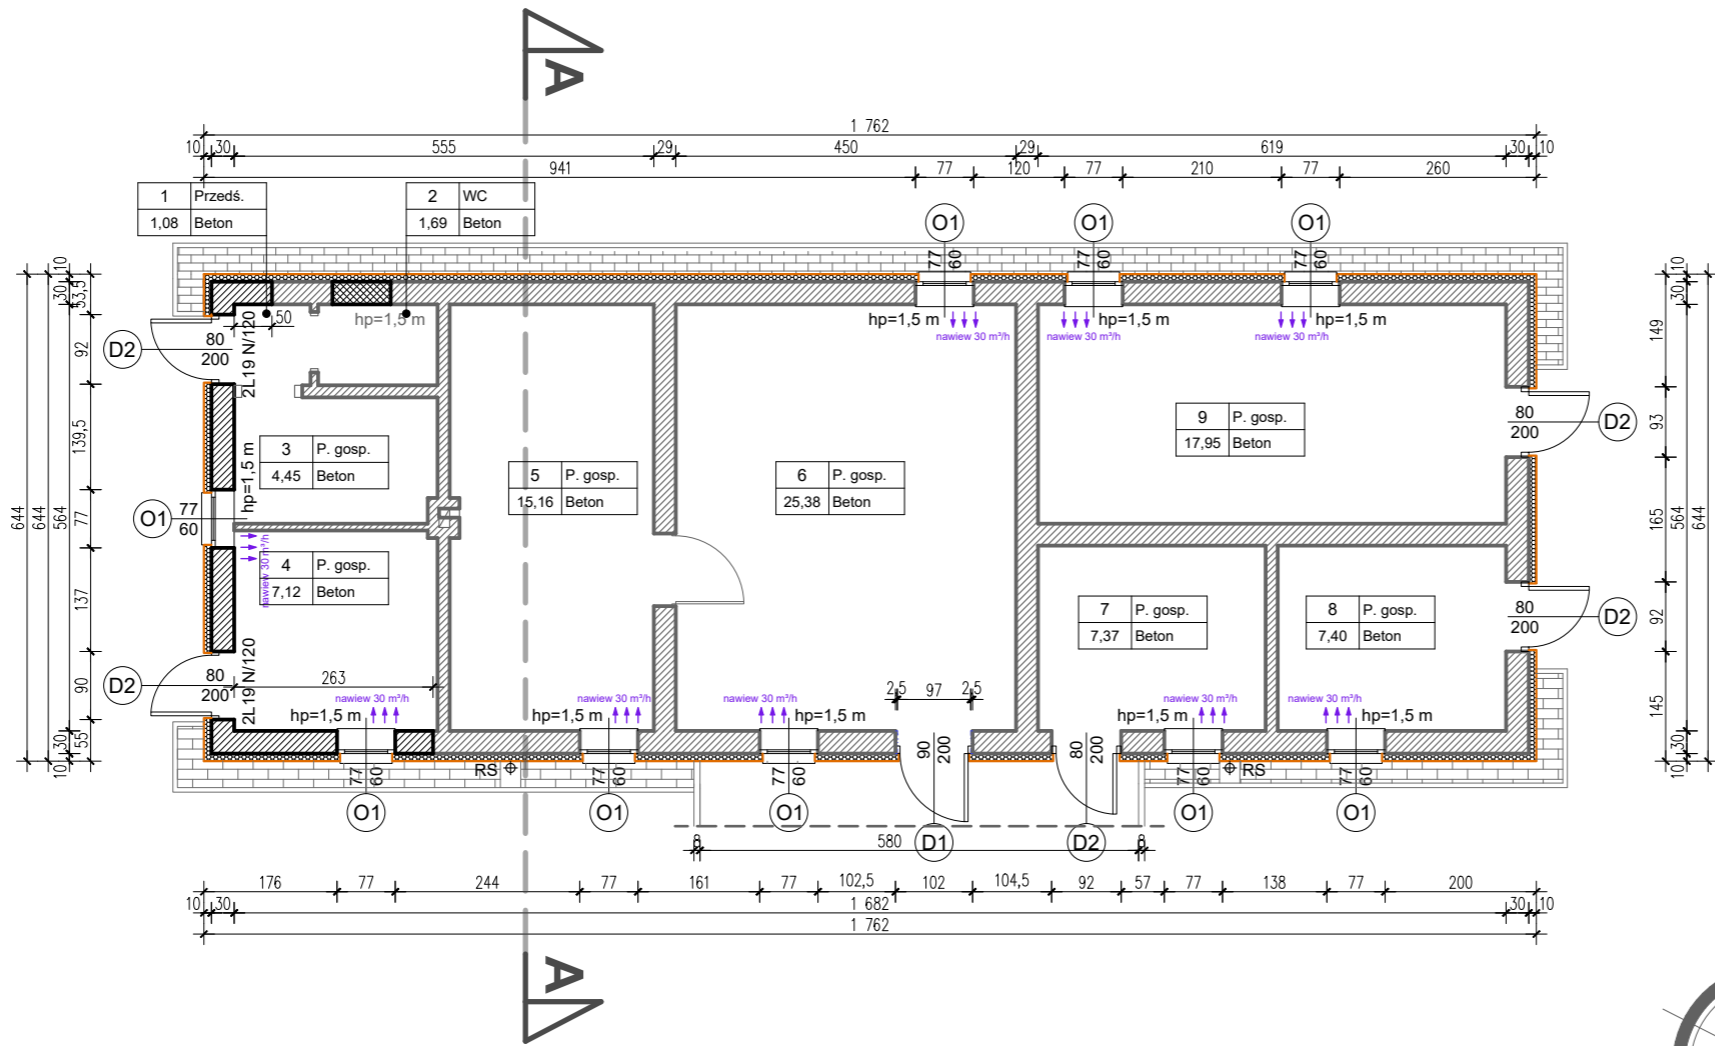 A
1 762
10 30 555 29 450 29 619 30 10
941 77 120 77 210 77 260
1 Przedś.
1,08 Beton
2 WC
1,69 Beton
O1 O1 O1
77 60 77 60 77 60
hp=1,5 m hp=1,5 m hp=1,5 m hp=1,5 m
nawiew 30 m³/h nawiew 30 m³/h nawiew 30 m³/h
50
2L19 N/120
D2 80 200
644 644 564
10 30 53,5 92 139,5 77 137 90 55 30 10
3 P. gosp.
4,45 Beton
hp=1,5 m
O1 77 60
nawiew 30 m³/h
4 P. gosp.
7,12 Beton
5 P. gosp.
15,16 Beton
6 P. gosp.
25,38 Beton
9 P. gosp.
17,95 Beton
80 200 D2
7 P. gosp.
7,37 Beton
8 P. gosp.
7,40 Beton
80 200 D2
10 30 149 93 165 92 145 30 10
564 644
2L19 N/120
D2 80 200
263
nawiew 30 m³/h nawiew 30 m³/h nawiew 30 m³/h nawiew 30 m³/h nawiew 30 m³/h
hp=1,5 m hp=1,5 m hp=1,5 m hp=1,5 m hp=1,5 m
2,5 97 2,5
90 200 80 200
RS RS
77 60 77 60 77 60 77 60 77 60
O1 O1 O1 D1 D2 O1 O1
8 580 8
176 77 244 77 161 77 102,5 102 104,5 92 57 77 138 77 200
10 30 1 682 30 10
1 762
A